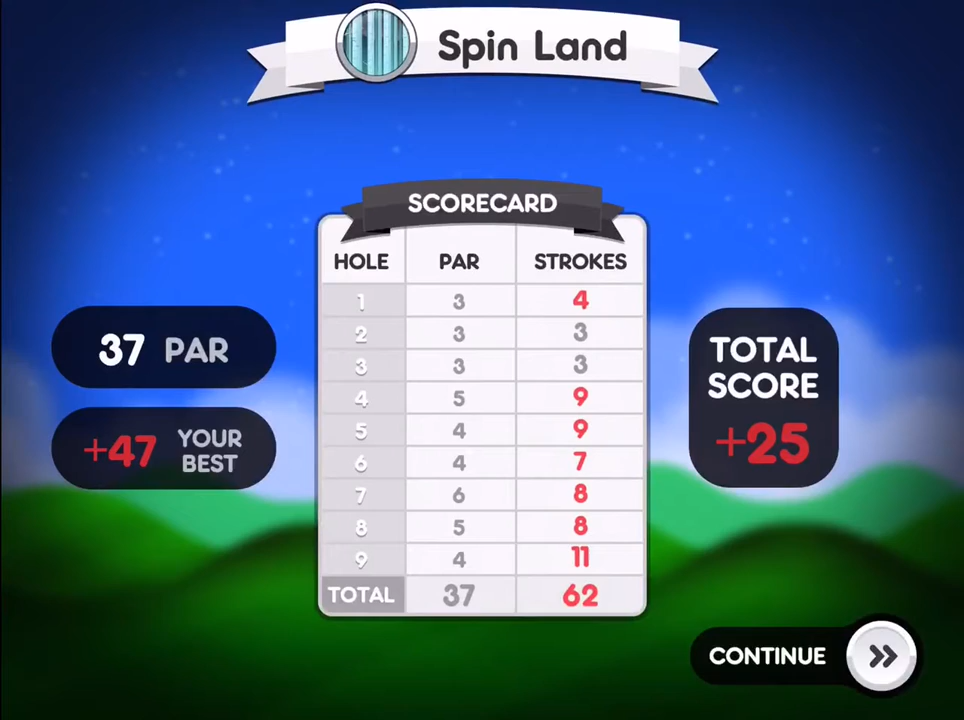 Spin Land
SCORECARD
HOLE PAR STROKES
1 3 4
2 3 3
3 3 3
4 5 9
5 4 9
6 4 7
7 6 8
8 5 8
9 4 11
TOTAL 37 62
37 PAR
+47 YOUR
BEST
TOTAL
SCORE
+25
CONTINUE